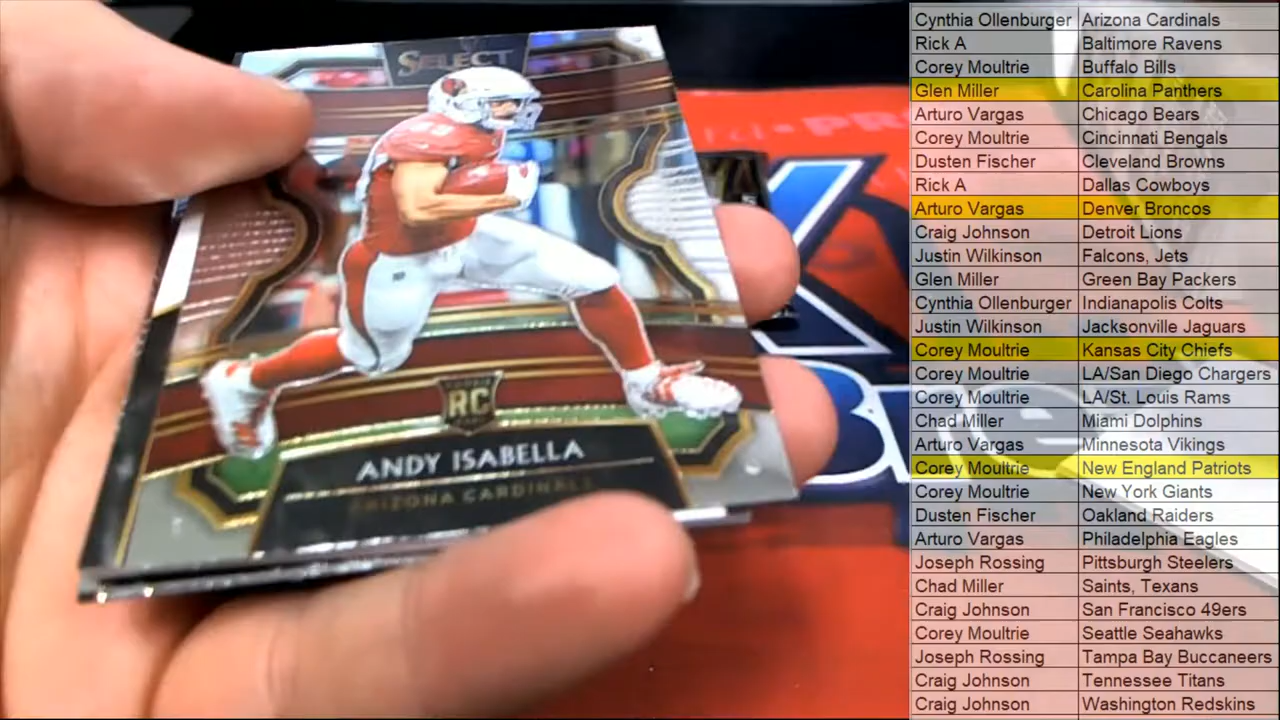 SELECT
RC
ANDY ISABELLA
ARIZONA CARDINALS
Cynthia Ollenburger Arizona Cardinals
Rick A Baltimore Ravens
Corey Moultrie Buffalo Bills
Glen Miller Carolina Panthers
Arturo Vargas Chicago Bears
Corey Moultrie Cincinnati Bengals
Dusten Fischer Cleveland Browns
Rick A Dallas Cowboys
Arturo Vargas Denver Broncos
Craig Johnson Detroit Lions
Justin Wilkinson Falcons, Jets
Glen Miller Green Bay Packers
Cynthia Ollenburger Indianapolis Colts
Justin Wilkinson Jacksonville Jaguars
Corey Moultrie Kansas City Chiefs
Corey Moultrie LA/San Diego Chargers
Corey Moultrie LA/St. Louis Rams
Chad Miller Miami Dolphins
Arturo Vargas Minnesota Vikings
Corey Moultrie New England Patriots
Corey Moultrie New York Giants
Dusten Fischer Oakland Raiders
Arturo Vargas Philadelphia Eagles
Joseph Rossing Pittsburgh Steelers
Chad Miller Saints, Texans
Craig Johnson San Francisco 49ers
Corey Moultrie Seattle Seahawks
Joseph Rossing Tampa Bay Buccaneers
Craig Johnson Tennessee Titans
Craig Johnson Washington Redskins